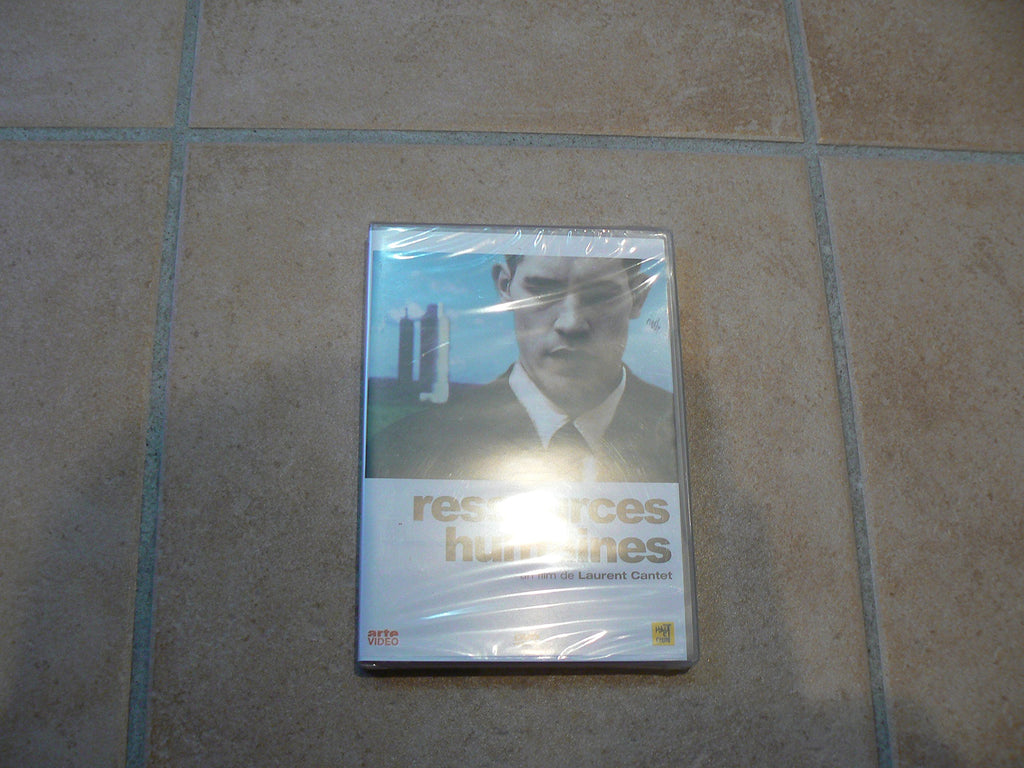 ressources
humaines
un film de Laurent Cantet
arte
VIDEO